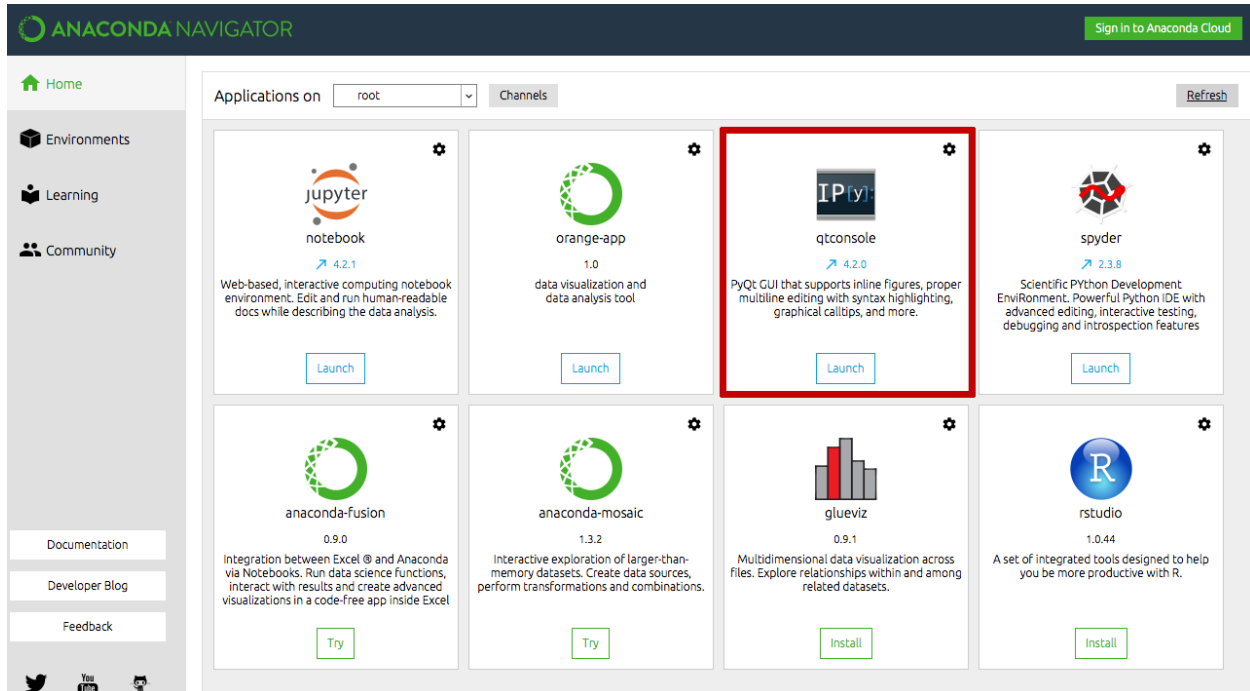 ANACONDA NAVIGATOR
Sign in to Anaconda Cloud
Home
Environments
Learning
Community
Documentation
Developer Blog
Feedback
You
Tube
Applications on
root
Channels
Refresh
jupyter
notebook
4.2.1
Web-based, interactive computing notebook
environment. Edit and run human-readable
docs while describing the data analysis.
Launch
orange-app
1.0
data visualization and
data analysis tool
Launch
IP[y]:
qtconsole
4.2.0
PyQt GUI that supports inline figures, proper
multiline editing with syntax highlighting,
graphical calltips, and more.
Launch
spyder
2.3.8
Scientific PYthon Development
EnviRonment. Powerful Python IDE with
advanced editing, interactive testing,
debugging and introspection features
Launch
anaconda-fusion
0.9.0
Integration between Excel ® and Anaconda
via Notebooks. Run data science functions,
interact with results and create advanced
visualizations in a code-free app inside Excel
Try
anaconda-mosaic
1.3.2
Interactive exploration of larger-than-
memory datasets. Create data sources,
perform transformations and combinations.
Try
glueviz
0.9.1
Multidimensional data visualization across
files. Explore relationships within and among
related datasets.
Install
R
rstudio
1.0.44
A set of integrated tools designed to help
you be more productive with R.
Install